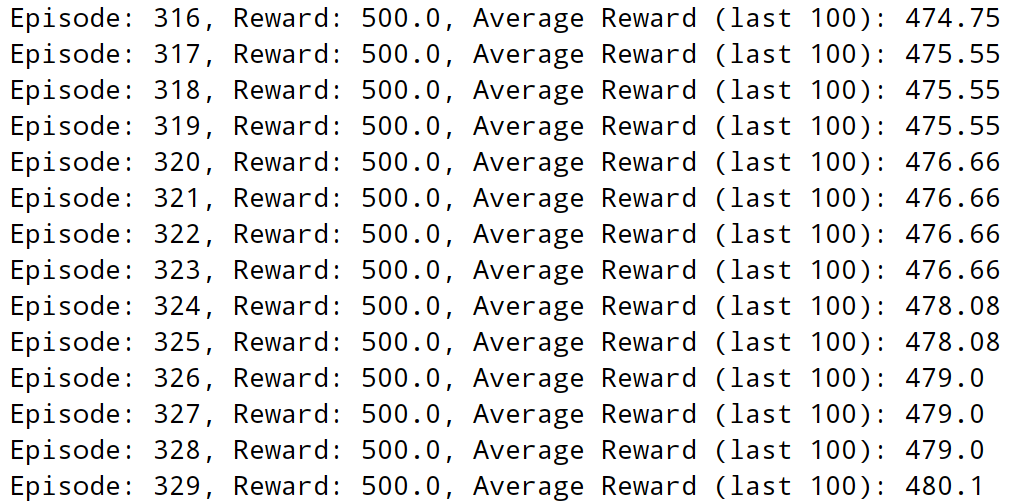 Episode: 316, Reward: 500.0, Average Reward (last 100): 474.75
Episode: 317, Reward: 500.0, Average Reward (last 100): 475.55
Episode: 318, Reward: 500.0, Average Reward (last 100): 475.55
Episode: 319, Reward: 500.0, Average Reward (last 100): 475.55
Episode: 320, Reward: 500.0, Average Reward (last 100): 476.66
Episode: 321, Reward: 500.0, Average Reward (last 100): 476.66
Episode: 322, Reward: 500.0, Average Reward (last 100): 476.66
Episode: 323, Reward: 500.0, Average Reward (last 100): 476.66
Episode: 324, Reward: 500.0, Average Reward (last 100): 478.08
Episode: 325, Reward: 500.0, Average Reward (last 100): 478.08
Episode: 326, Reward: 500.0, Average Reward (last 100): 479.0
Episode: 327, Reward: 500.0, Average Reward (last 100): 479.0
Episode: 328, Reward: 500.0, Average Reward (last 100): 479.0
Episode: 329, Reward: 500.0, Average Reward (last 100): 480.1